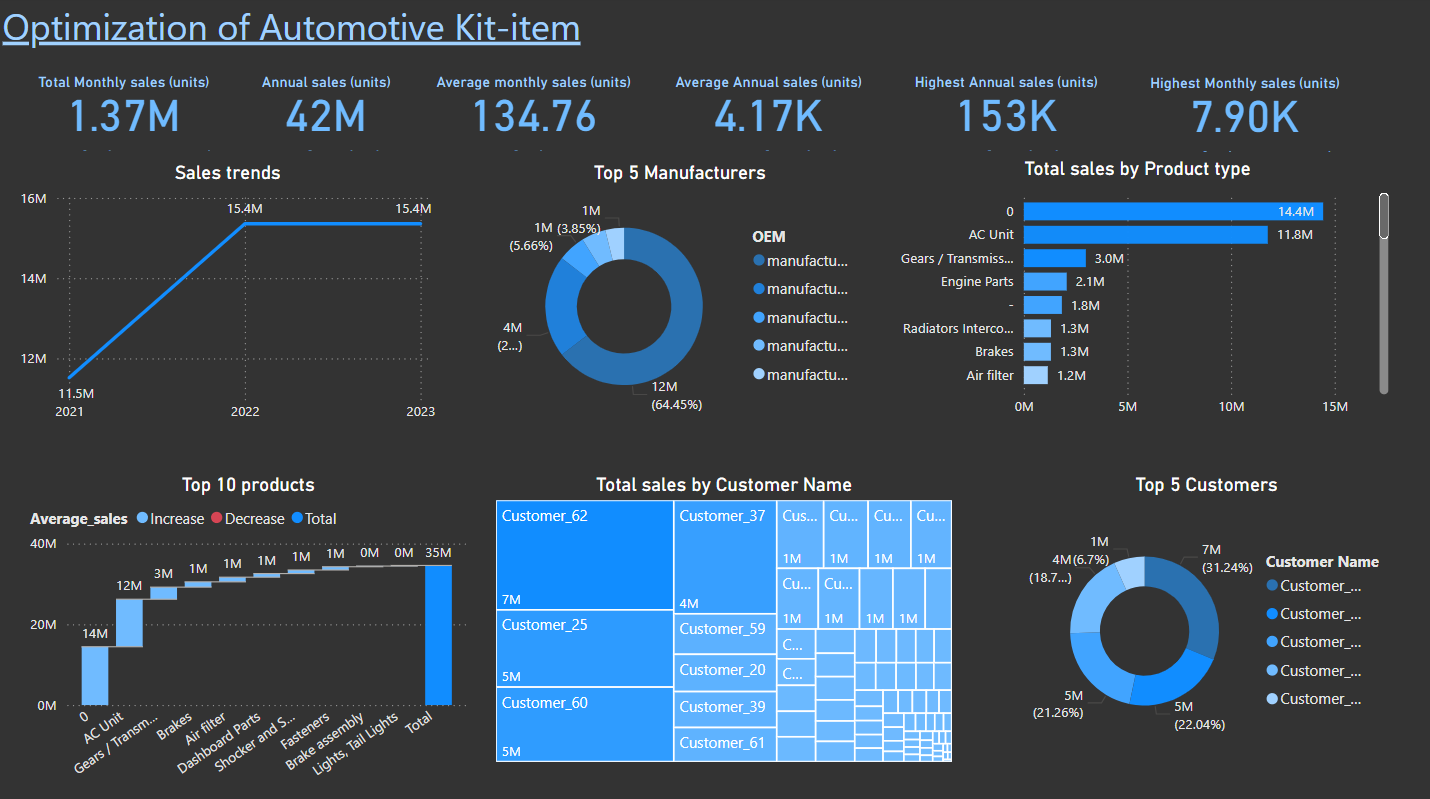 Optimization of Automotive Kit-item
Total Monthly sales (units)
1.37M
Annual sales (units)
42M
Average monthly sales (units)
134.76
Average Annual sales (units)
4.17K
Highest Annual sales (units)
153K
Highest Monthly sales (units)
7.90K
Sales trends
16M
14M
12M
15.4M
15.4M
11.5M
2021
2022
2023
Top 5 Manufacturers
1M
(3.85%)
1M
(5.66%)
4M
(2...)
12M
(64.45%)
OEM
manufactu...
manufactu...
manufactu...
manufactu...
manufactu...
Total sales by Product type
0
14.4M
AC Unit
11.8M
Gears / Transmiss...
3.0M
Engine Parts
2.1M
-
1.8M
Radiators Interco...
1.3M
Brakes
1.3M
Air filter
1.2M
0M
5M
10M
15M
Top 10 products
Average_sales
Increase
Decrease
Total
40M
20M
0M
14M
12M
3M
1M
1M
1M
1M
1M
0M
0M
35M
0
AC Unit
Gears / Transm...
Brakes
Air filter
Dashboard Parts
Shocker and S...
Fasteners
Brake assembly
Lights, Tail Lights
Total
Total sales by Customer Name
Customer_62
7M
Customer_25
5M
Customer_60
5M
Customer_37
4M
Customer_59
Customer_20
Customer_39
Customer_61
Cus...
1M
Cu...
1M
Cu...
1M
Cu...
1M
Cu...
1M
Cu...
1M
1M
1M
C...
C...
Top 5 Customers
1M
(6.7%)
4M
(18.7...)
7M
(31.24%)
5M
(21.26%)
5M
(22.04%)
Customer Name
Customer_...
Customer_...
Customer_...
Customer_...
Customer_...